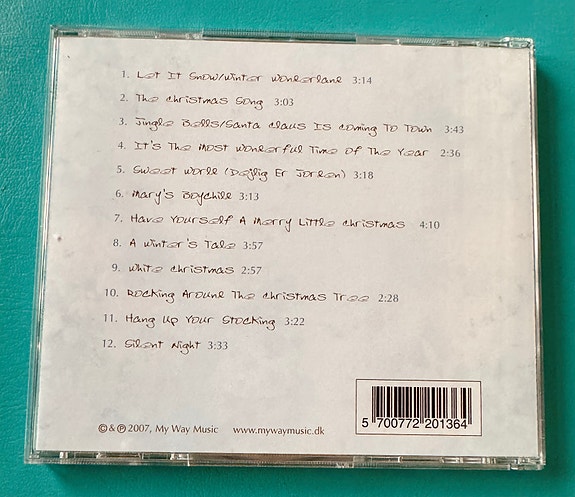 1. Let It Snow/Winter Wonderland 3:14
2. The Christmas Song 3:03
3. Jingle Bells/Santa Claus Is Coming To Town 3:43
4. It's The Most Wonderful Time Of The Year 2:36
5. Sweet World (Dejlig Er Jorden) 3:18
6. Mary's Boychild 3:13
7. Have Yourself A Merry Little Christmas 4:10
8. A Winter's Tale 3:57
9. White Christmas 2:57
10. Rocking Around The Christmas Tree 2:28
11. Hang Up Your Stocking 3:22
12. Silent Night 3:33
© & ℗ 2007, My Way Music www.mywaymusic.dk
5 700772 201364